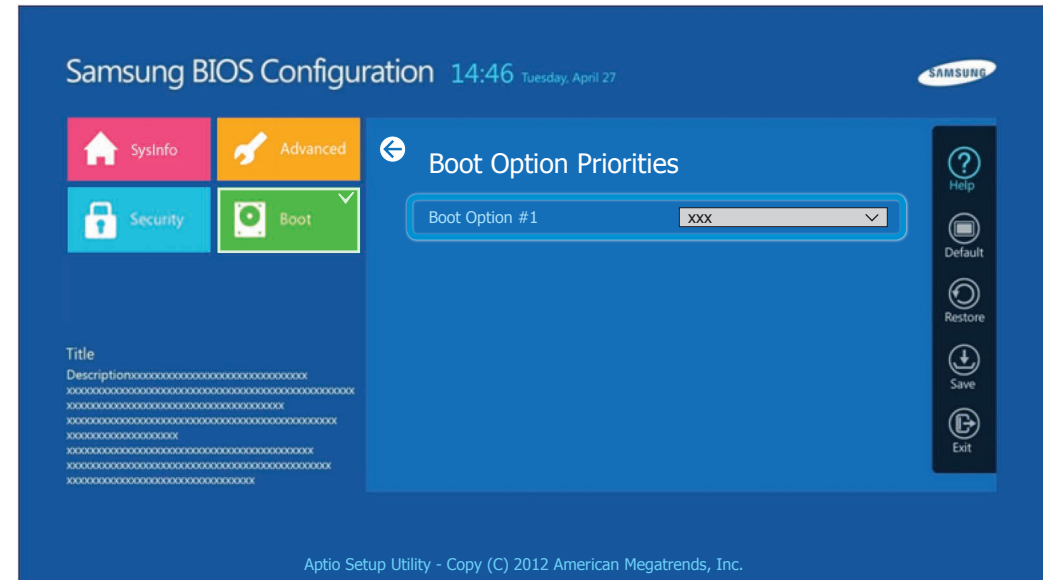 Samsung BIOS Configuration 14:46 Tuesday, April 27
SAMSUNG
SysInfo
Advanced
Security
Boot
Title
Descriptionxxxxxxxxxxxxxxxxxxxxxxxxxxxxxxx
xxxxxxxxxxxxxxxxxxxxxxxxxxxxxxxxxxxxxxxxxxxxxxxxxxx
xxxxxxxxxxxxxxxxxxxxxxxxxxxxxxxxxxxxxx
xxxxxxxxxxxxxxxxxxxxxxxxxxxxxxxxxxxxxxxxxxxxxxxx
xxxxxxxxxxxxxxxxxxxx
xxxxxxxxxxxxxxxxxxxxxxxxxxxxxxxxxxxxxxxxxxxx
xxxxxxxxxxxxxxxxxxxxxxxxxxxxxxxxxxxxxxxxxxxxxxx
xxxxxxxxxxxxxxxxxxxxxxxxxxxxxxxxx
Boot Option Priorities
Boot Option #1 xxx
Help
Default
Restore
Save
Exit
Aptio Setup Utility - Copy (C) 2012 American Megatrends, Inc.